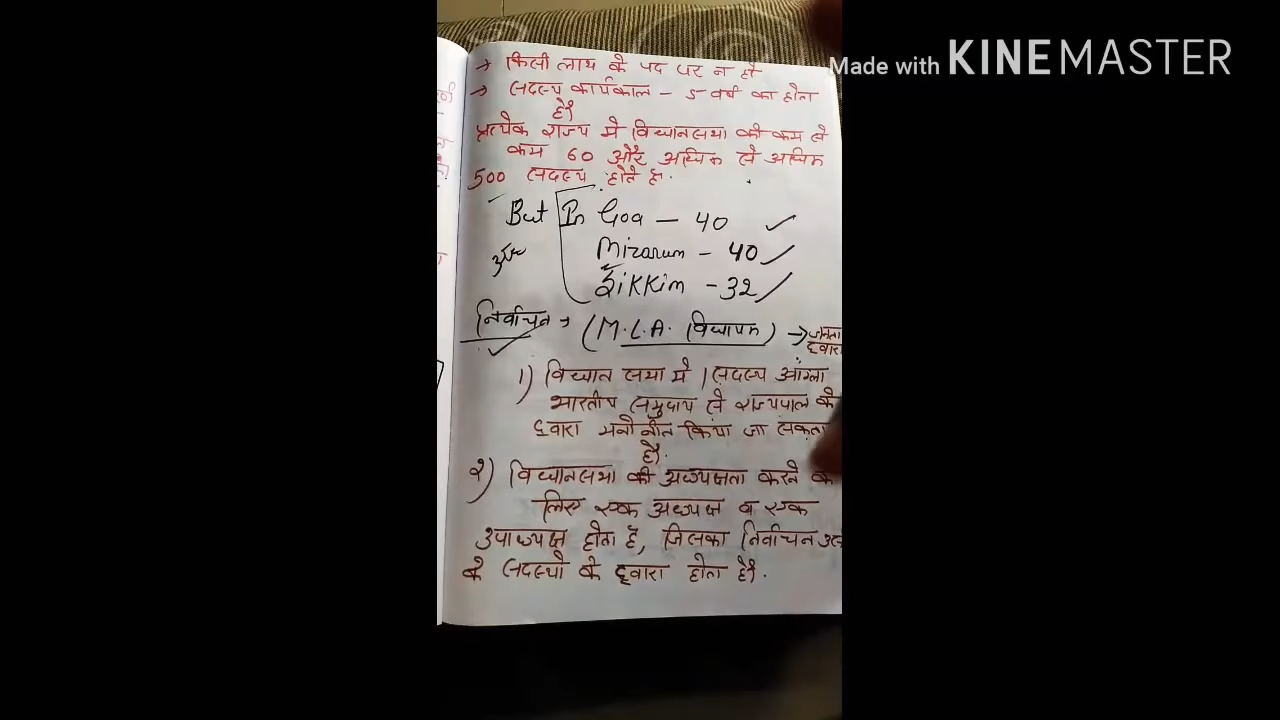 Made with KINEMASTER
→ किसी लाभ के पद पर न हो
→ सदस्य कार्यकाल - 5 वर्ष का होता
है।
प्रत्येक राज्य मे विधानसभा की कम से
कम 60 और अधिक से अधिक
500 सदस्य होते है.
But In Goa — 40 ✓
Mizorum - 40 ✓
Sikkim - 32 ✓
निर्वाचन → (M.L.A. विधायक) → जनता
द्वारा
1) विधान सभा मे 1 सदस्य आंग्ला
भारतीय समुदाय से राज्यपाल के
द्वारा मनोनीत किया जा सकता
है.
2) विधानसभा की अध्यक्षता करने के
लिए एक अध्यक्ष व एक
उपाध्यक्ष होता है, जिसका निर्वाचन उस
के सदस्यो के द्वारा होता है।.